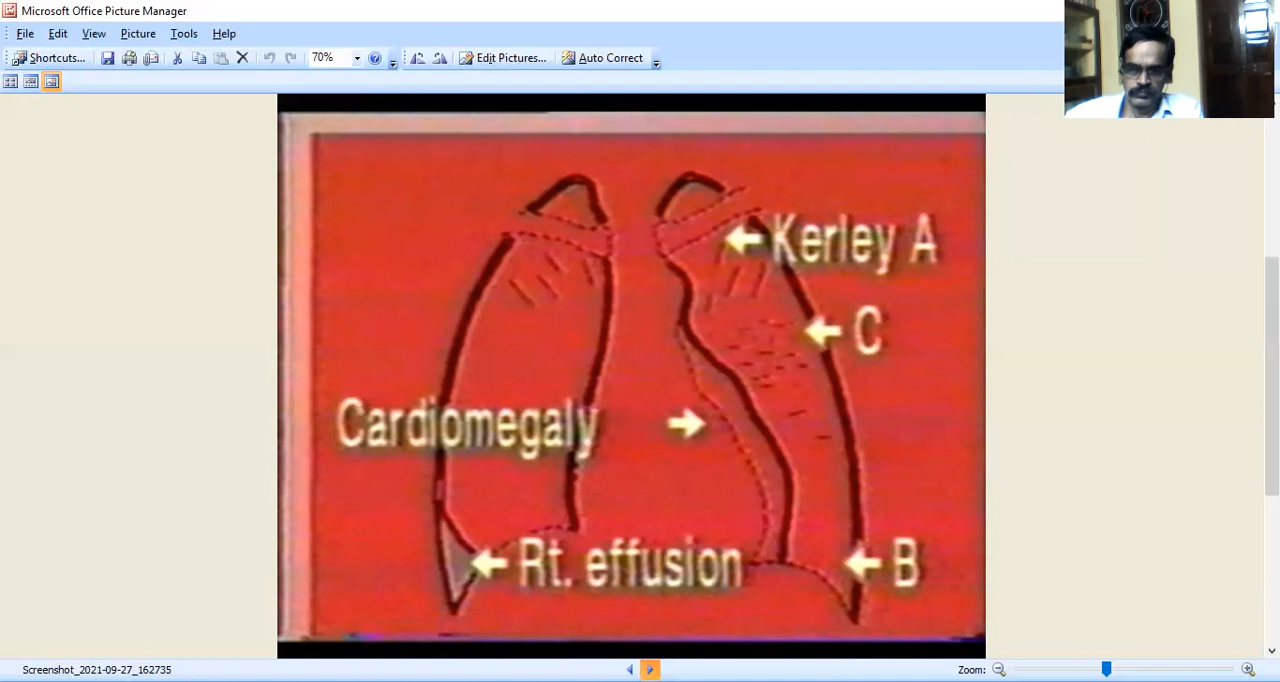 Microsoft Office Picture Manager
File Edit View Picture Tools Help
Shortcuts... 70% Edit Pictures... Auto Correct
Kerley A
C
Cardiomegaly
Rt. effusion
B
Screenshot_2021-09-27_162735
Zoom: